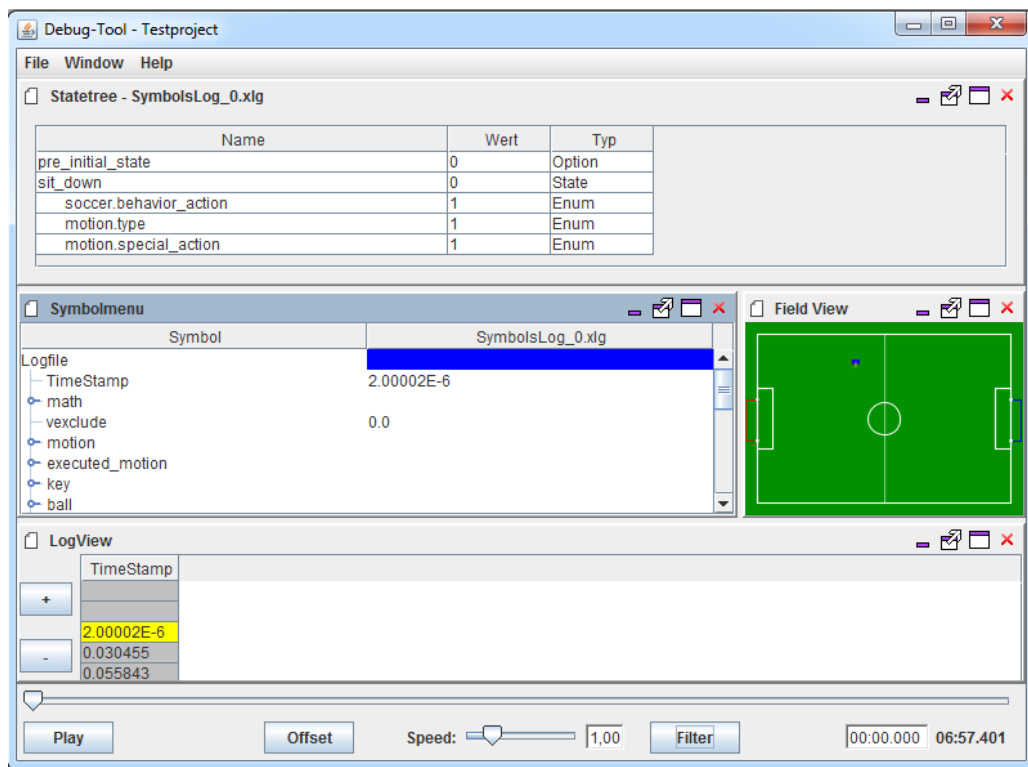 Debug-Tool - Testproject
File Window Help
Statetree - SymbolsLog_0.xlg
Name Wert Typ
pre_initial_state 0 Option
sit_down 0 State
soccer.behavior_action 1 Enum
motion.type 1 Enum
motion.special_action 1 Enum
Symbolmenu
Symbol SymbolsLog_0.xlg
Logfile
TimeStamp 2.00002E-6
math
vexclude 0.0
motion
executed_motion
key
ball
Field View
LogView
TimeStamp
+
2.00002E-6
-
0.030455
0.055843
Play Offset Speed: 1,00 Filter 00:00.000 06:57.401